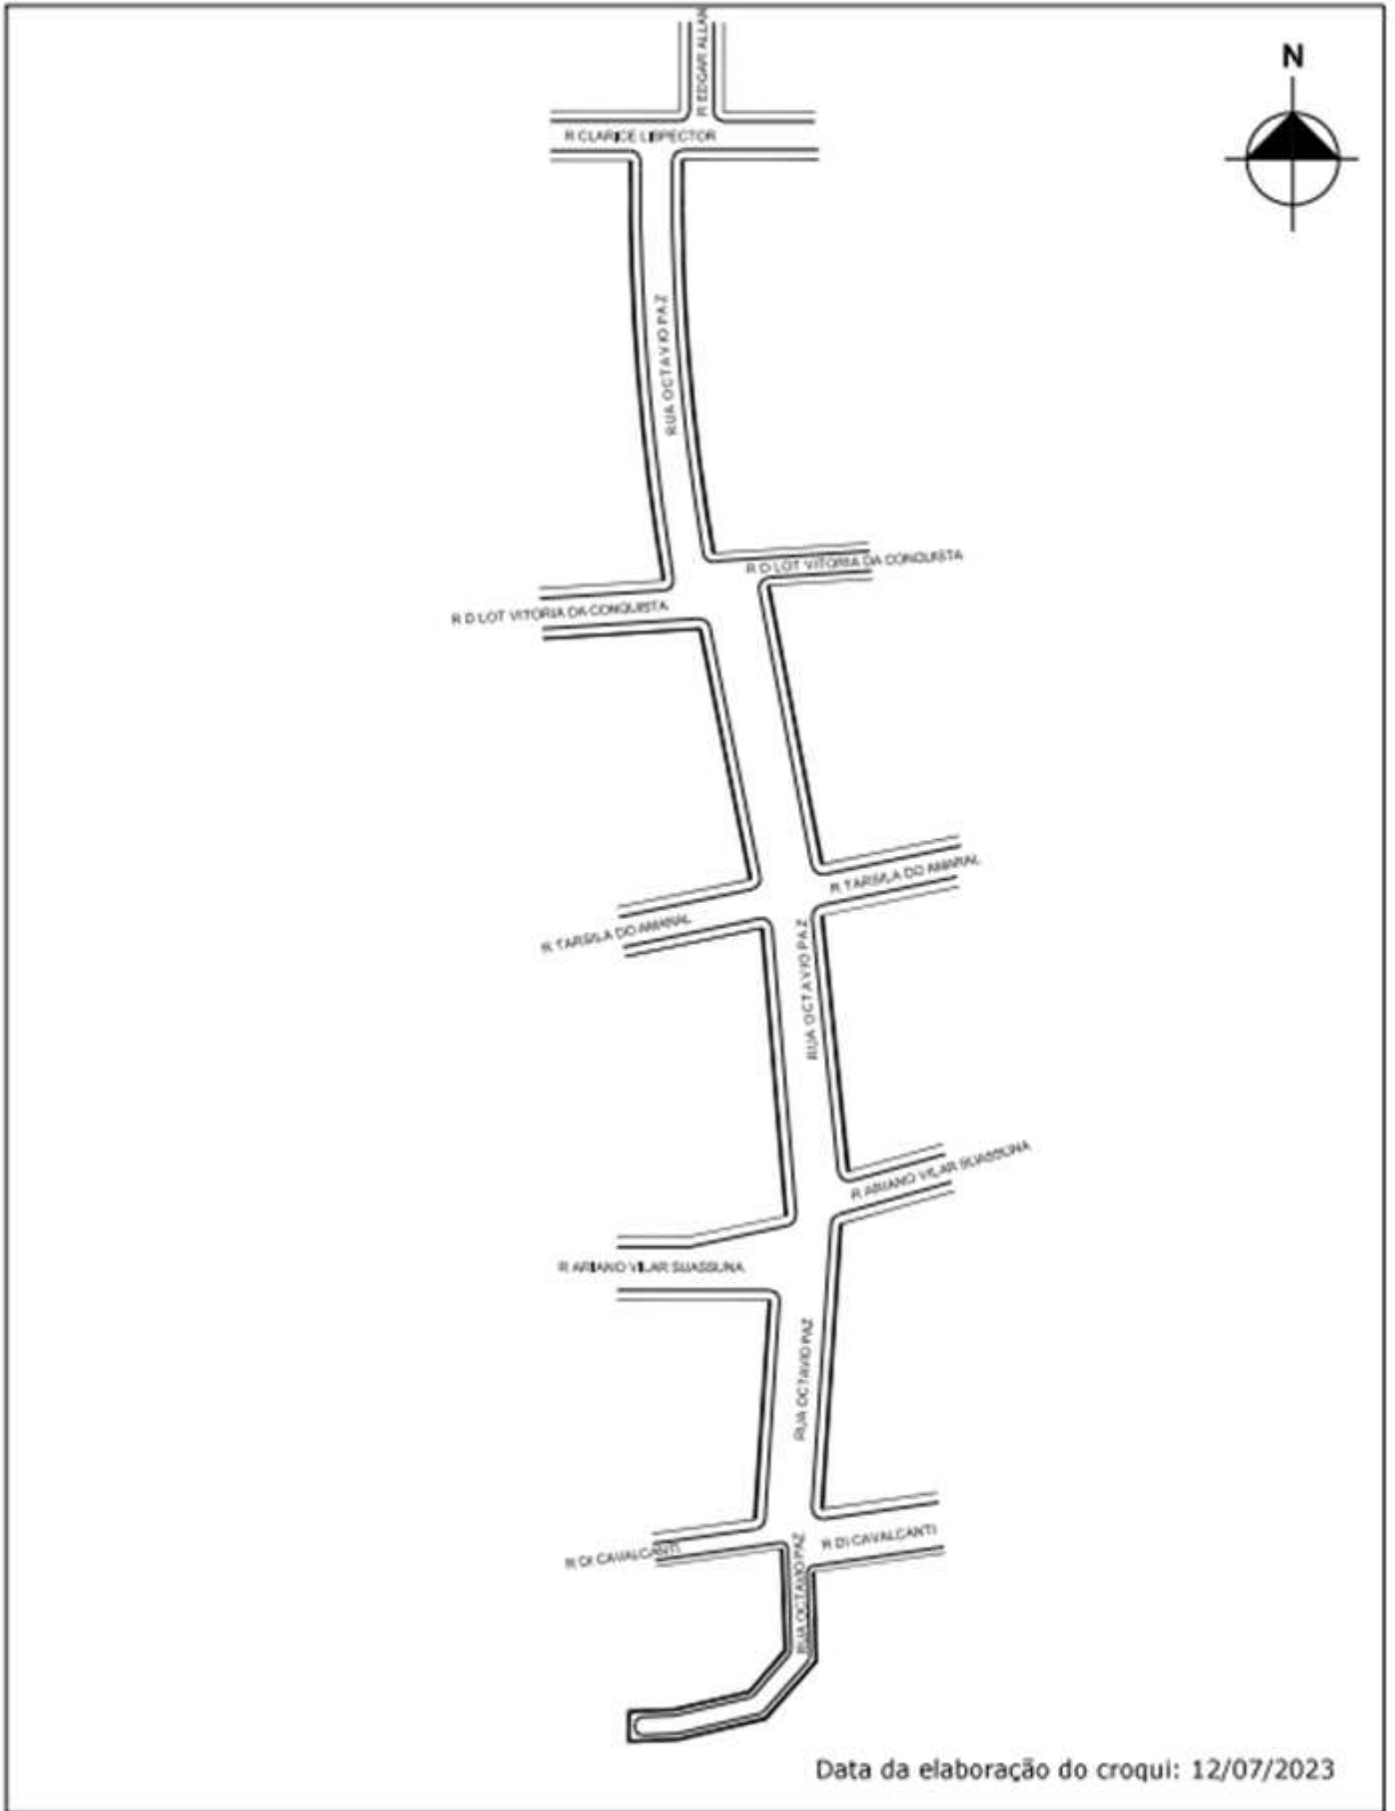 R EDGAR ALLAN
N
R CLARICE LISPECTOR
RUA OCTAVIO PAZ
R D LOT VITORIA DA CONQUISTA
R D LOT VITORIA DA CONQUISTA
R TARSILA DO AMARAL
R TARSILA DO AMARAL
RUA OCTAVIO PAZ
R ARIANO VILAR SUASSUNA
R ARIANO VILAR SUASSUNA
RUA OCTAVIO PAZ
R DI CAVALCANTI
R DI CAVALCANTI
RUA OCTAVIO PAZ
Data da elaboração do croqui: 12/07/2023